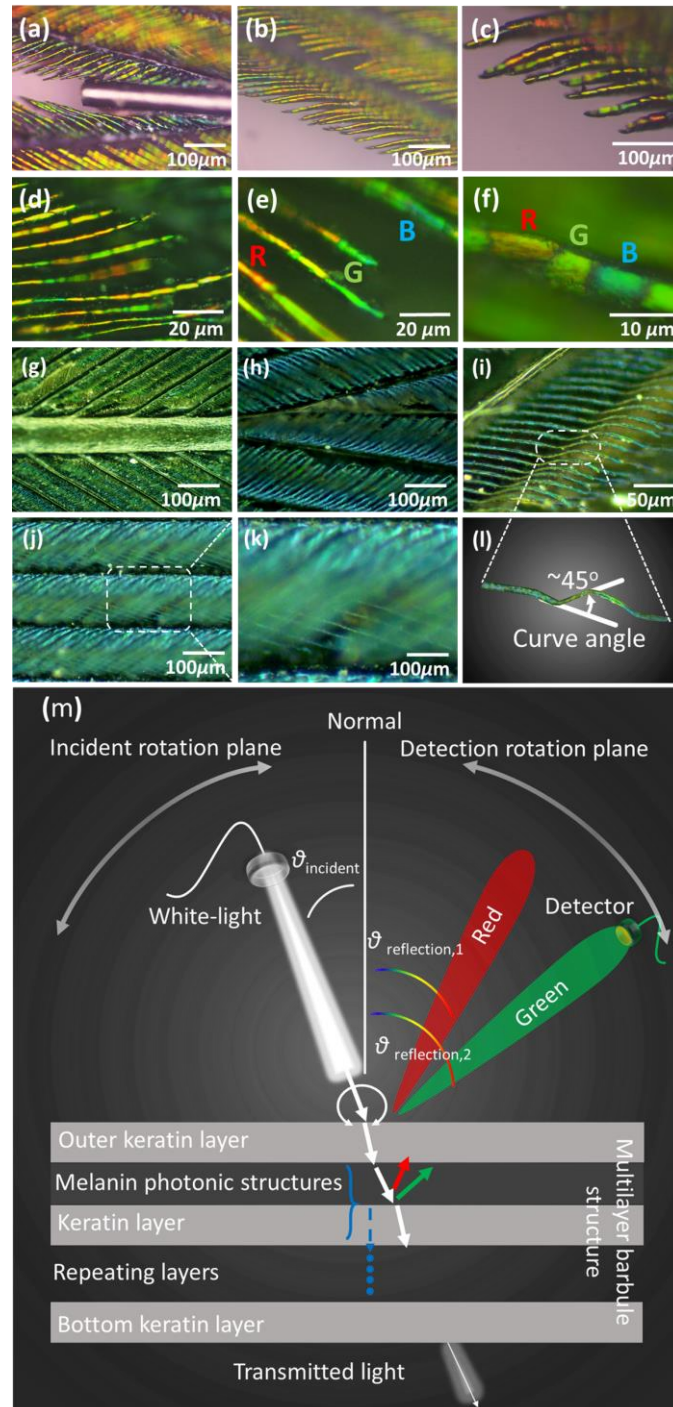 (a)
100μm
(b)
100μm
(c)
100μm
(d)
20 μm
(e)
R
G
B
20 μm
(f)
R
G
B
10 μm
(g)
100μm
(h)
100μm
(i)
50μm
(j)
100μm
(k)
100μm
(l)
~45°
Curve angle
(m)
Normal
Incident rotation plane
Detection rotation plane
ϑincident
White-light
Red
Detector
ϑreflection,1
Green
ϑreflection,2
Outer keratin layer
Melanin photonic structures
Keratin layer
Repeating layers
Bottom keratin layer
Multilayer barbule
structure
Transmitted light